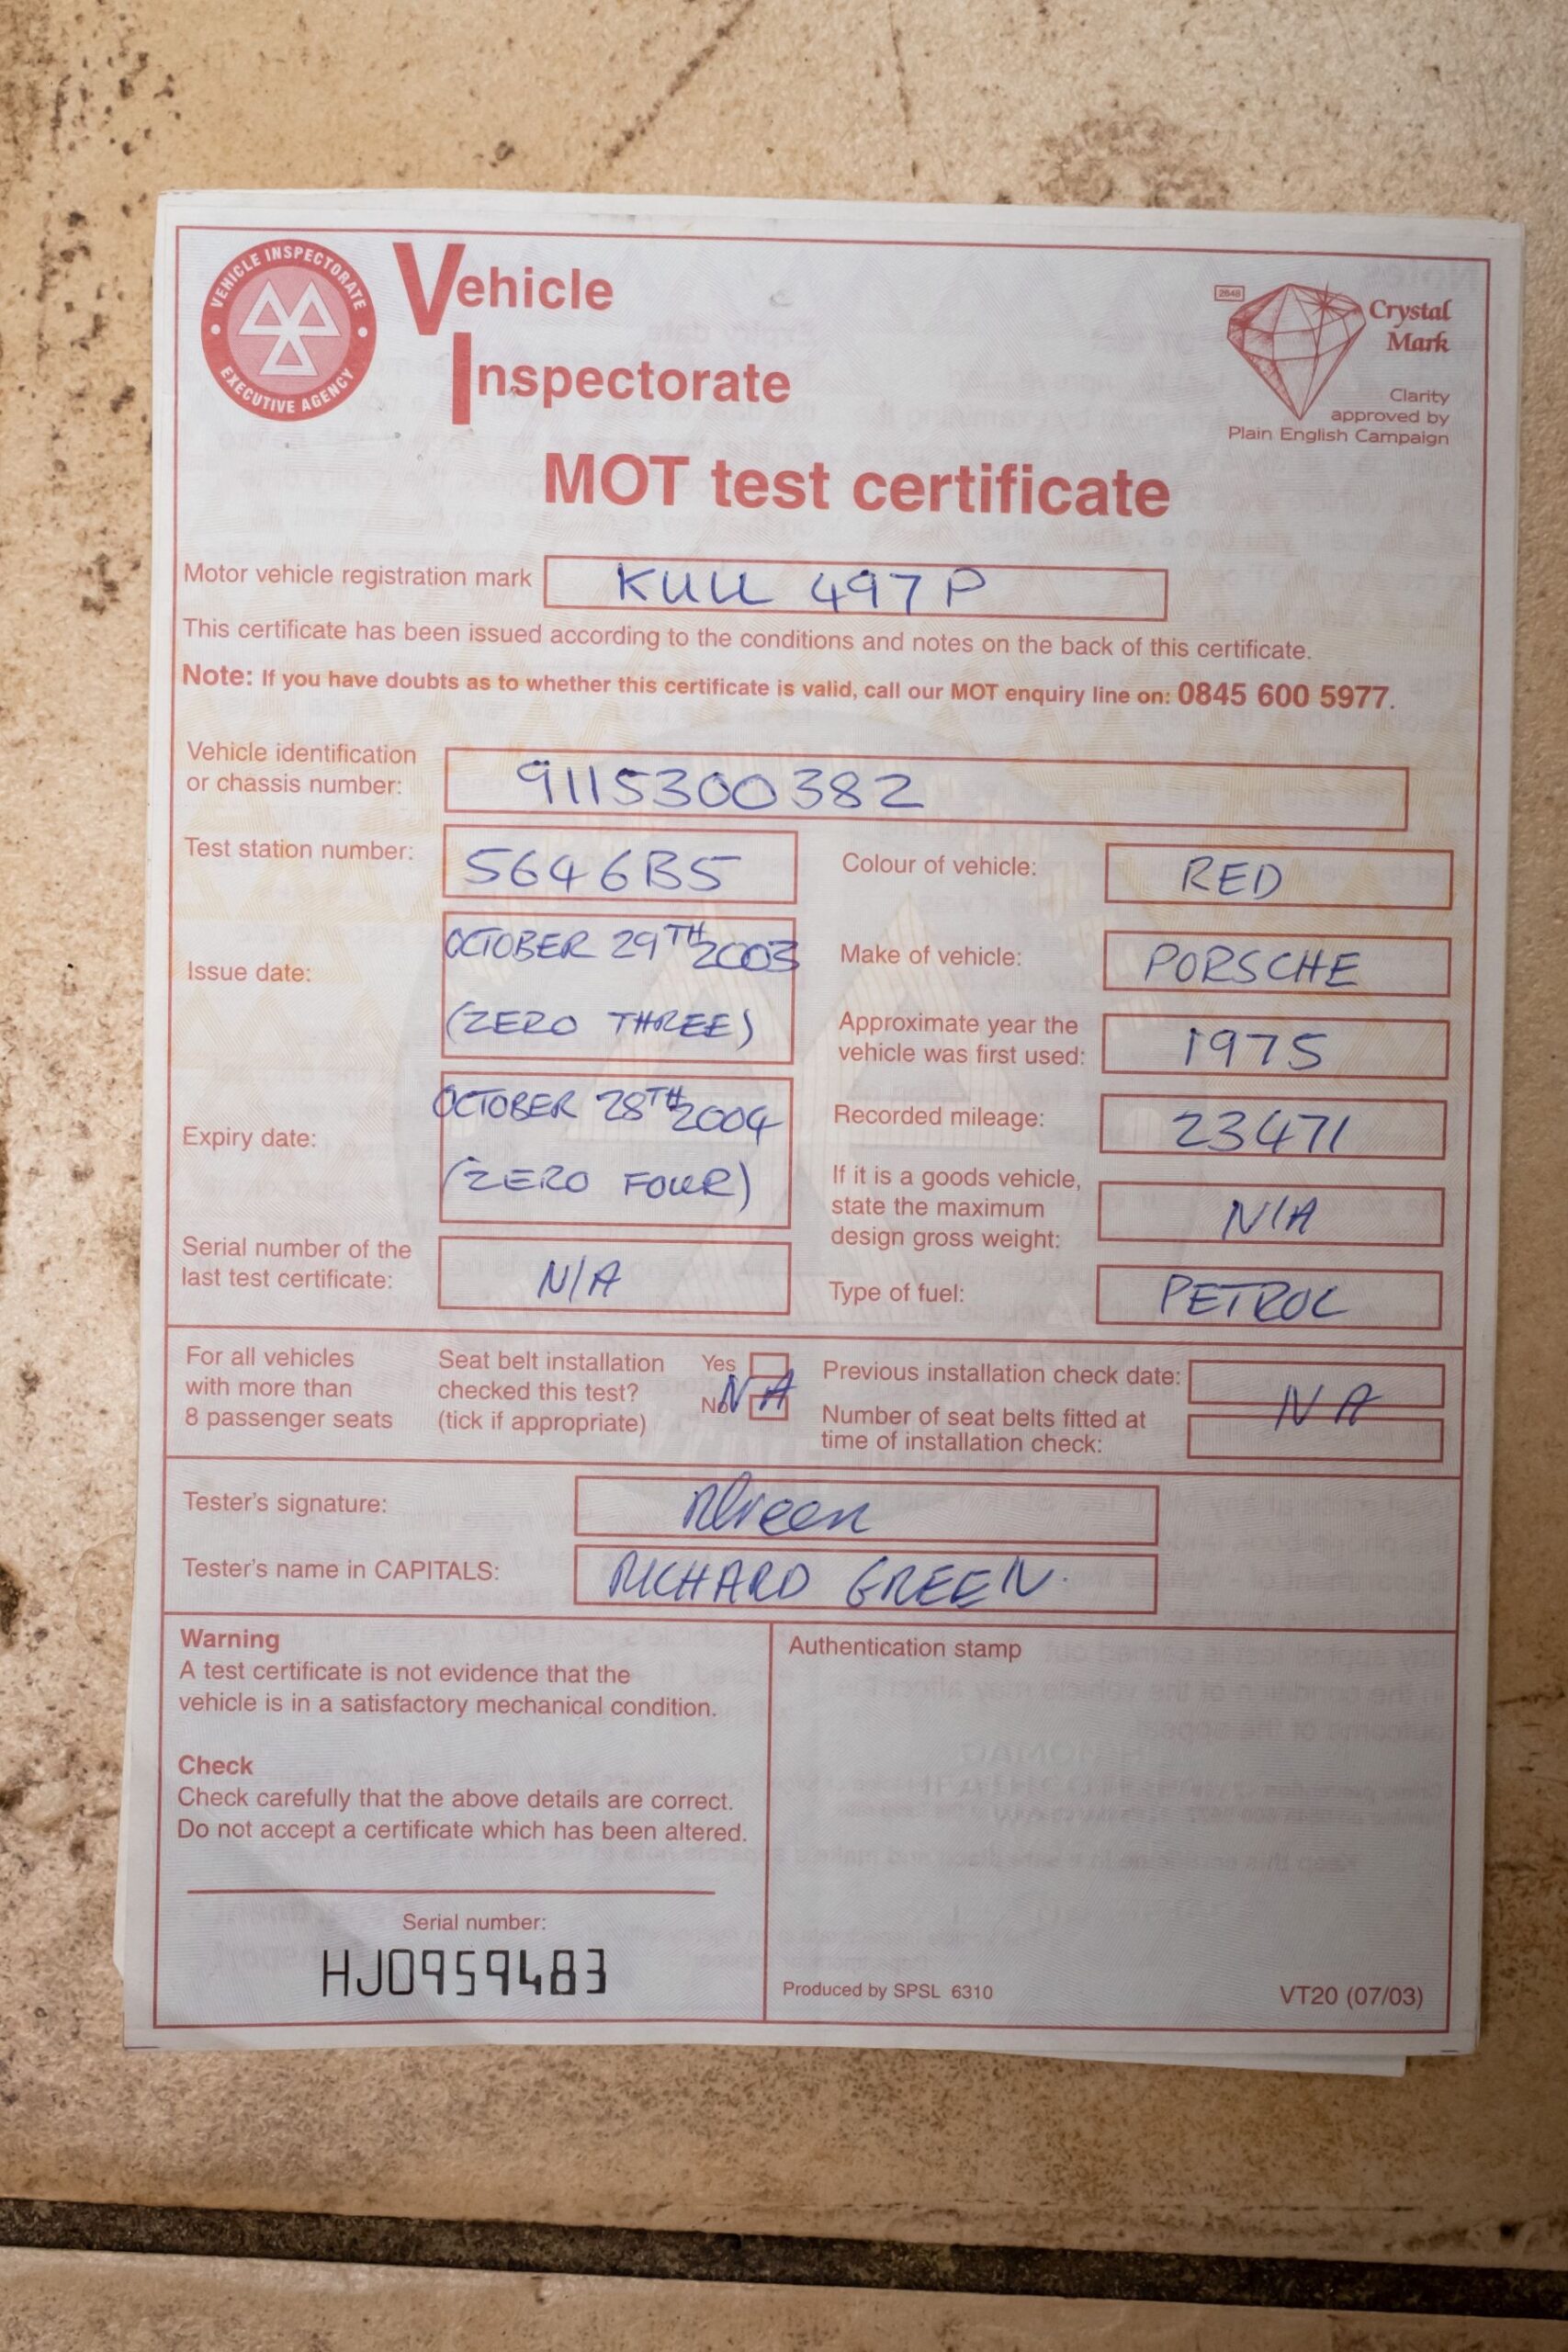 VEHICLE INSPECTORATE
EXECUTIVE AGENCY
Vehicle
Inspectorate
2848
Crystal
Mark
Clarity
approved by
Plain English Campaign
MOT test certificate
Motor vehicle registration mark KUU 497P
This certificate has been issued according to the conditions and notes on the back of this certificate.
Note: If you have doubts as to whether this certificate is valid, call our MOT enquiry line on: 0845 600 5977.
Vehicle identification
or chassis number: 9115300382
Test station number: 5646B5
Colour of vehicle: RED
Issue date: OCTOBER 29TH 2003
(ZERO THREE)
Make of vehicle: PORSCHE
Approximate year the
vehicle was first used: 1975
Expiry date: OCTOBER 28TH 2004
(ZERO FOUR)
Recorded mileage: 23471
If it is a goods vehicle,
state the maximum
design gross weight: N/A
Serial number of the
last test certificate: N/A
Type of fuel: PETROL
For all vehicles
with more than
8 passenger seats
Seat belt installation
checked this test?
(tick if appropriate)
Yes
No
NA
Previous installation check date:
Number of seat belts fitted at
time of installation check:
NA
Tester's signature: RGreen
Tester's name in CAPITALS: RICHARD GREEN.
Warning
A test certificate is not evidence that the
vehicle is in a satisfactory mechanical condition.
Check
Check carefully that the above details are correct.
Do not accept a certificate which has been altered.
Serial number:
HJ0959483
Authentication stamp
Produced by SPSL 6310
VT20 (07/03)